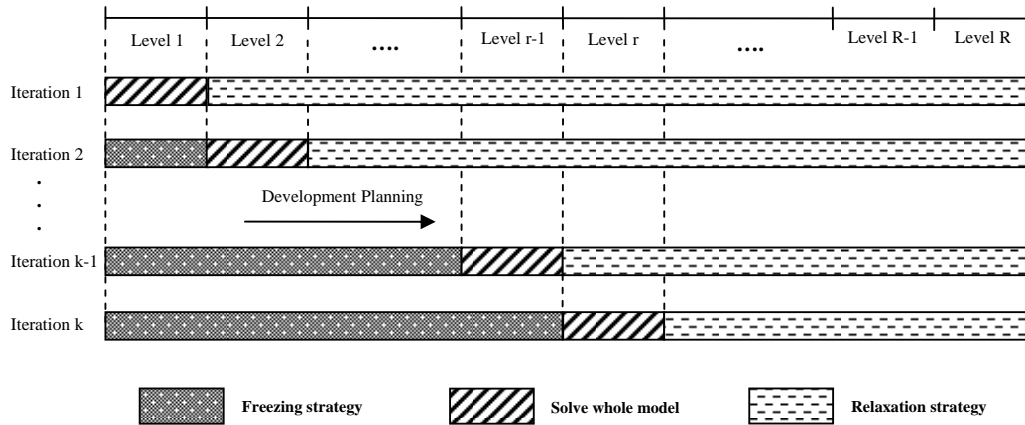 Level 1 Level 2 .... Level r-1 Level r .... Level R-1 Level R
Iteration 1
Iteration 2
.
.
.
Development Planning
Iteration k-1
Iteration k
Freezing strategy Solve whole model Relaxation strategy